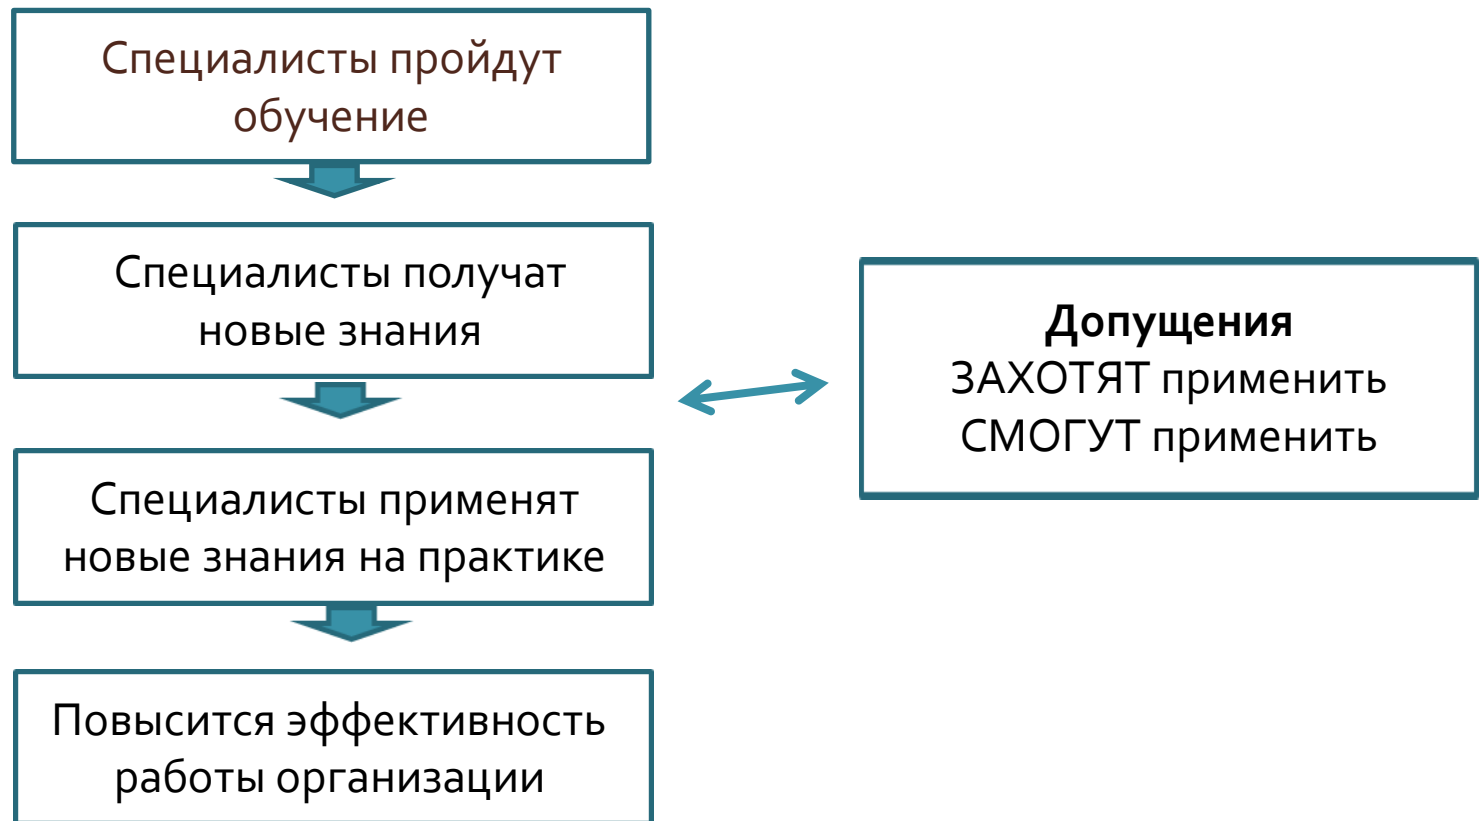 Специалисты пройдут
обучение
Специалисты получат
новые знания
Допущения
ЗАХОТЯТ применить
СМОГУТ применить
Специалисты применят
новые знания на практике
Повысится эффективность
работы организации